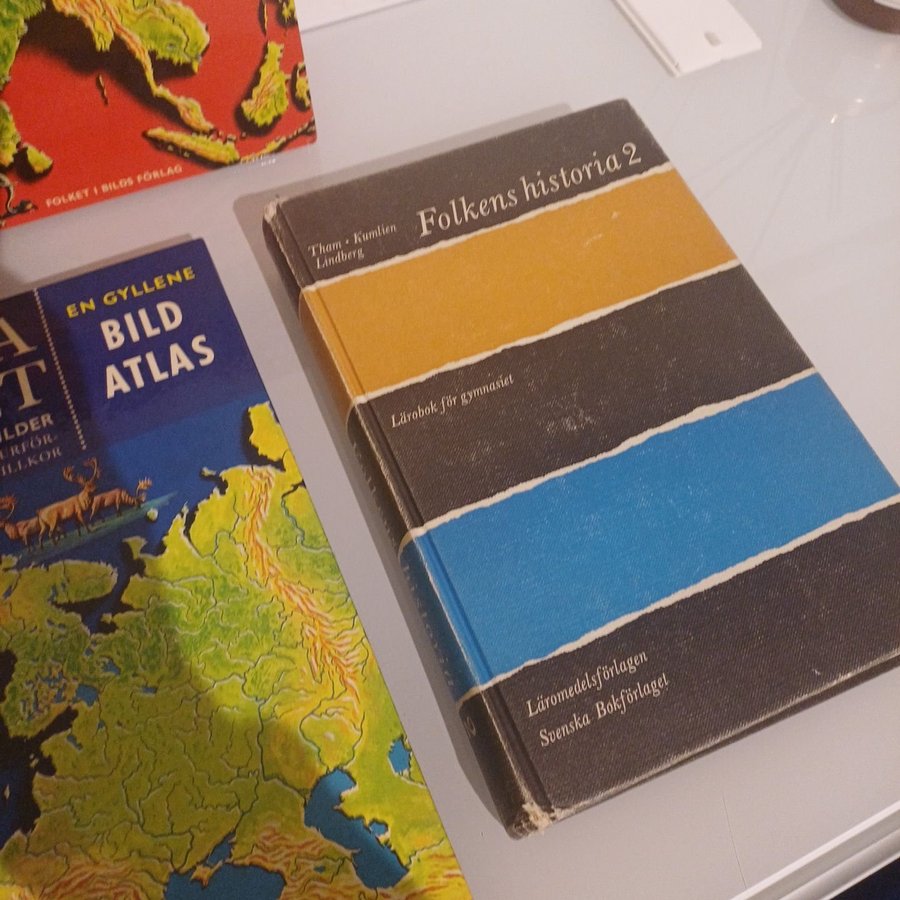 FOLKET I BILDS FÖRLAG
EN GYLLENE
BILD
ATLAS
Folkens historia 2
Tham · Kumlien
Lindberg
Lärobok för gymnasiet
Läromedelsförlagen
Svenska Bokförlaget